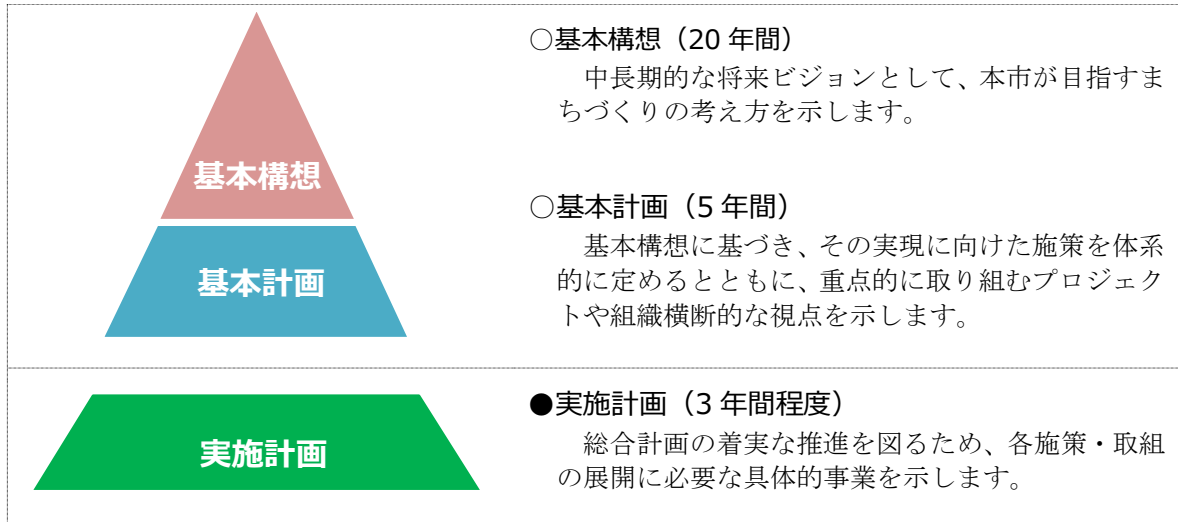 基本構想
基本計画
実施計画
○基本構想（20 年間）
中長期的な将来ビジョンとして、本市が目指すま
ちづくりの考え方を示します。
○基本計画（5 年間）
基本構想に基づき、その実現に向けた施策を体系
的に定めるとともに、重点的に取り組むプロジェク
トや組織横断的な視点を示します。
●実施計画（3 年間程度）
総合計画の着実な推進を図るため、各施策・取組
の展開に必要な具体的事業を示します。